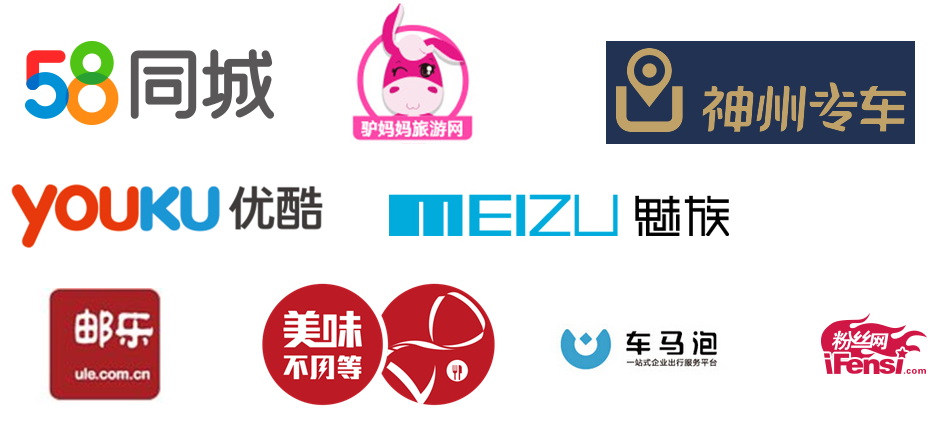 58同城
驴妈妈旅游网
神州专车
YOUKU 优酷
MEIZU 魅族
邮乐
ule.com.cn
美味
不用等
车马泡
一站式企业出行服务平台
粉丝网
iFensi.com